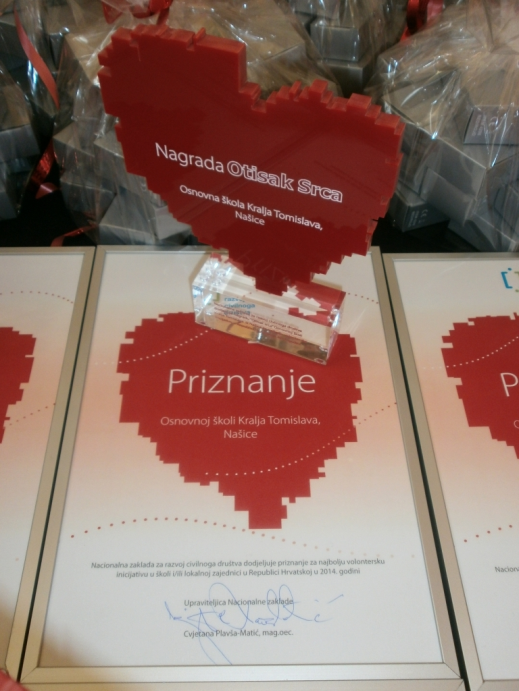 Nagrada Otisak Srca
Osnovna škola Kralja Tomislava,
Našice
Priznanje
Osnovnoj školi Kralja Tomislava,
Našice
Nacionalna zaklada za razvoj civilnoga društva dodjeljuje priznanje za najbolju volontersku
inicijativu u školi i/ili lokalnoj zajednici u Republici Hrvatskoj u 2014. godini
Upraviteljica Nacionalne zaklade
Cvjetana Plavša-Matić, mag.oec.
P
Nacion